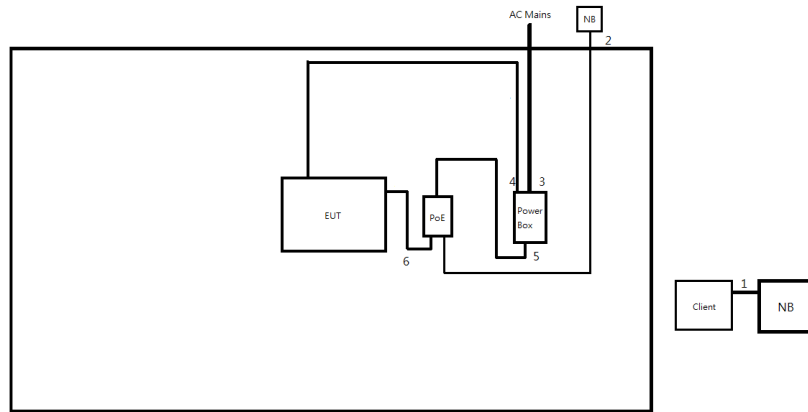 AC Mains
NB
2
4
3
EUT
PoE
Power
Box
6
5
1
Client
NB